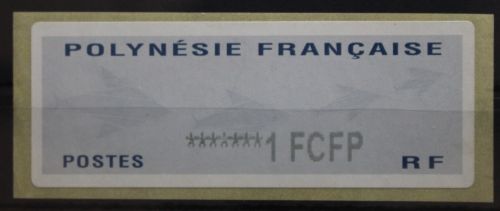 POLYNÉSIE FRANÇAISE
*******1 FCFP
POSTES RF